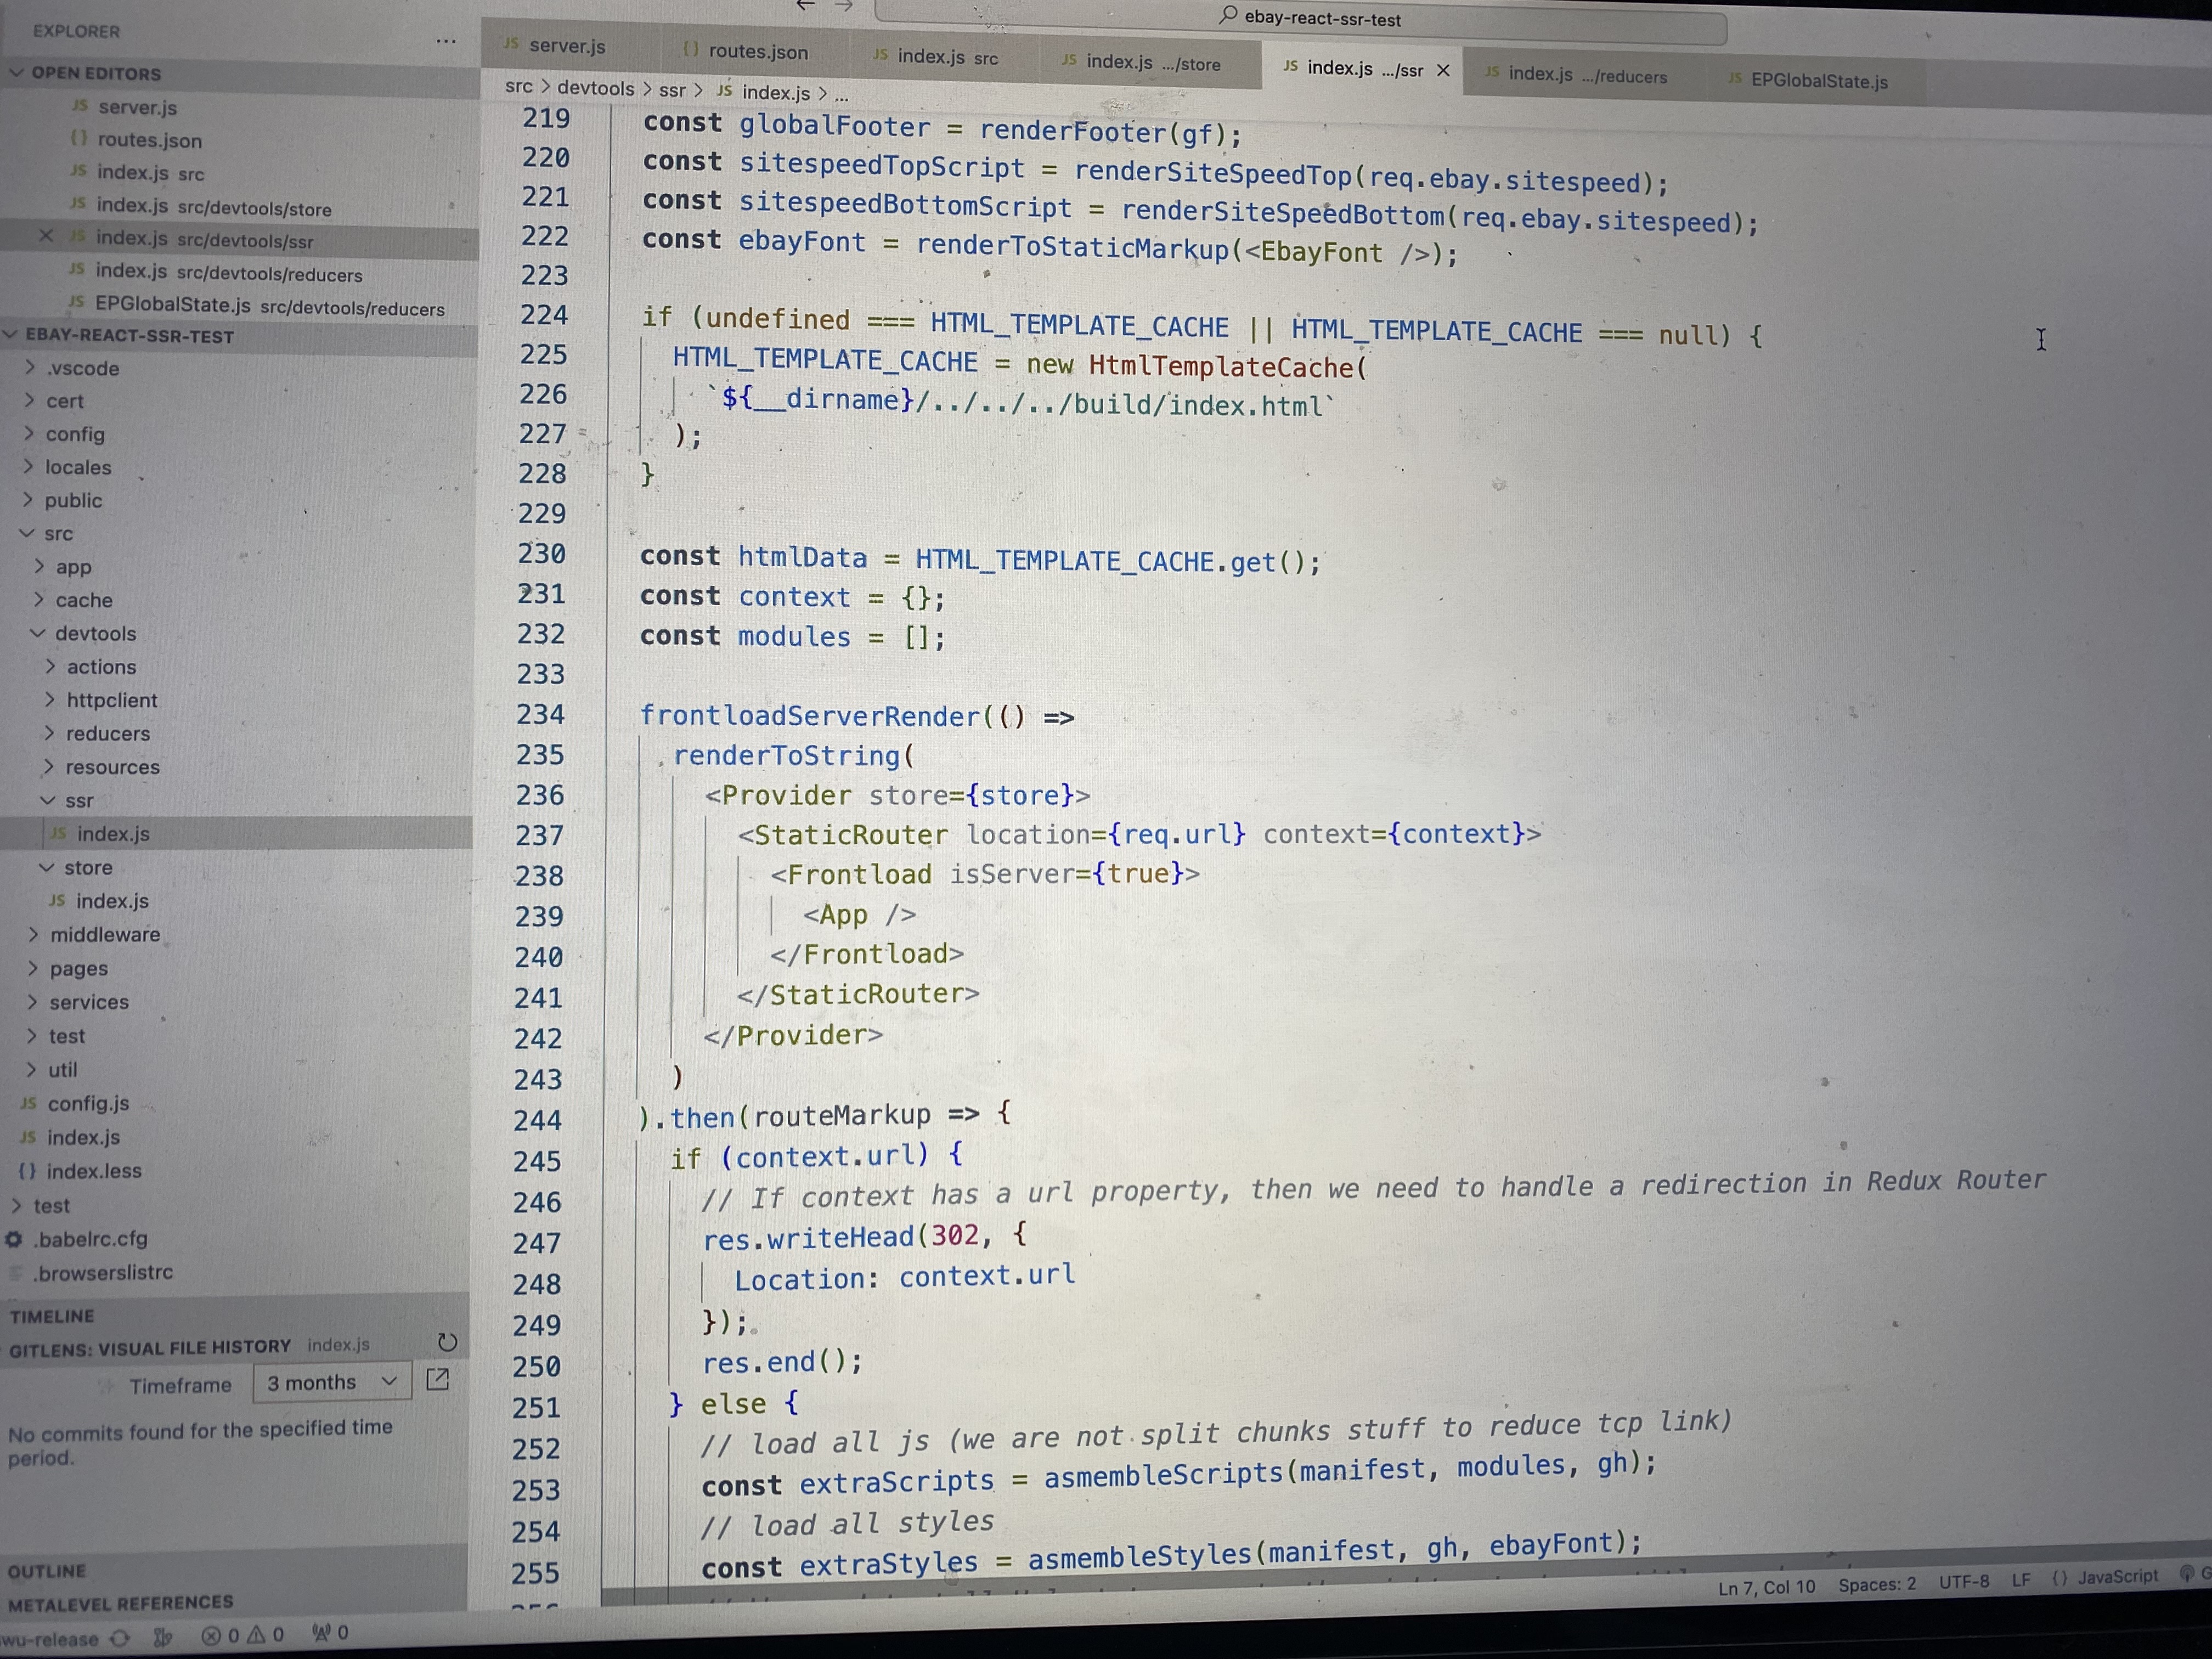 ebay-react-ssr-test
EXPLORER
OPEN EDITORS
server.js
routes.json
index.js src
index.js src/devtools/store
index.js src/devtools/ssr
index.js src/devtools/reducers
EPGlobalState.js src/devtools/reducers
EBAY-REACT-SSR-TEST
.vscode
cert
config
locales
public
src
app
cache
devtools
actions
httpclient
reducers
resources
ssr
JS index.js
store
JS index.js
middleware
pages
services
test
util
JS config.js
JS index.js
{} index.less
test
.babelrc.cfg
.browserslistrc
TIMELINE
GITLENS: VISUAL FILE HISTORY index.js
Timeframe 3 months
No commits found for the specified time
period.
OUTLINE
METALEVEL REFERENCES
JS server.js {} routes.json JS index.js src JS index.js .../store JS index.js .../ssr JS index.js .../reducers JS EPGlobalState.js
src > devtools > ssr > JS index.js > ...
219 const globalFooter = renderFooter(gf);
220 const sitespeedTopScript = renderSiteSpeedTop(req.ebay.sitespeed);
221 const sitespeedBottomScript = renderSiteSpeedBottom(req.ebay.sitespeed);
222 const ebayFont = renderToStaticMarkup(<EbayFont />);
223
224 if (undefined === HTML_TEMPLATE_CACHE || HTML_TEMPLATE_CACHE === null) {
225 HTML_TEMPLATE_CACHE = new HtmlTemplateCache(
226 `${__dirname}/../../../build/index.html`
227 );
228 }
229
230 const htmlData = HTML_TEMPLATE_CACHE.get();
231 const context = {};
232 const modules = [];
233
234 frontloadServerRender(() =>
235 renderToString(
236 <Provider store={store}>
237 <StaticRouter location={req.url} context={context}>
238 <Frontload isServer={true}>
239 <App />
240 </Frontload>
241 </StaticRouter>
242 </Provider>
243 )
244 ).then(routeMarkup => {
245 if (context.url) {
246 // If context has a url property, then we need to handle a redirection in Redux Router
247 res.writeHead(302, {
248 Location: context.url
249 });
250 res.end();
251 } else {
252 // load all js (we are not split chunks stuff to reduce tcp link)
253 const extraScripts = asmembleScripts(manifest, modules, gh);
254 // load all styles
255 const extraStyles = asmembleStyles(manifest, gh, ebayFont);
wu-release 0 0 0 Ln 7, Col 10 Spaces: 2 UTF-8 LF {} JavaScript